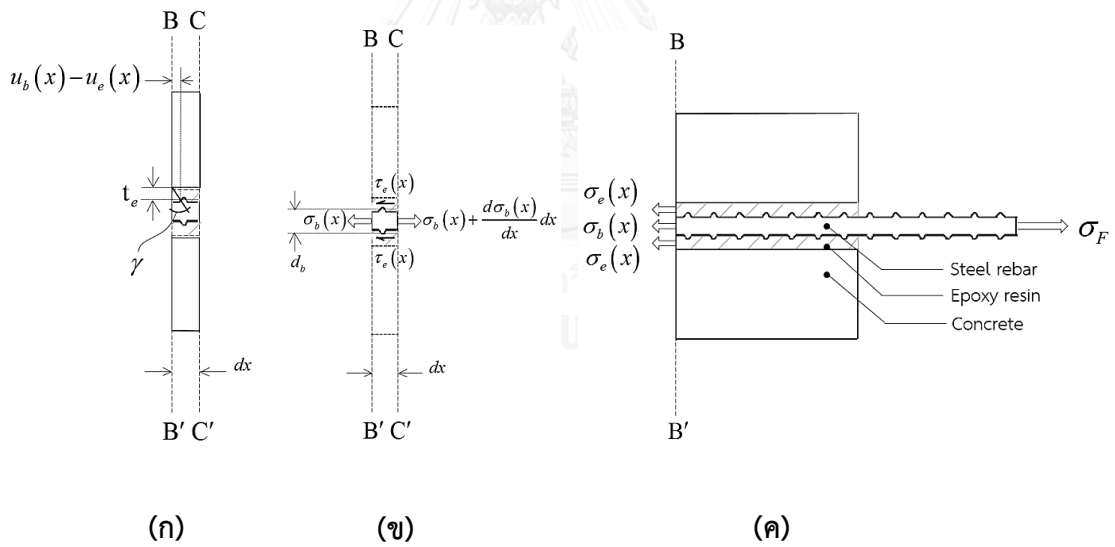 B C
u_b(x) − u_e(x)
t_e
γ
dx
B′ C′
(ก)
B C
τ_e(x)
σ_b(x)
σ_b(x) + dσ_b(x)/dx dx
d_b
τ_e(x)
dx
B′ C′
(ข)
B
σ_e(x)
σ_b(x)
σ_e(x)
σ_F
Steel rebar
Epoxy resin
Concrete
B′
(ค)